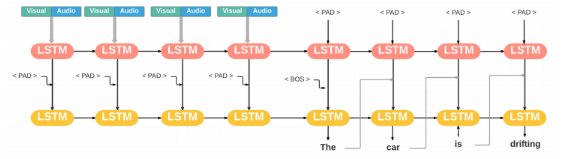 Visual Audio Visual Audio Visual Audio Visual Audio < PAD > < PAD > < PAD > < PAD >
LSTM LSTM LSTM LSTM LSTM LSTM LSTM LSTM
< PAD > < PAD > < PAD > < PAD > < BOS >
LSTM LSTM LSTM LSTM LSTM LSTM LSTM LSTM
The car is drifting